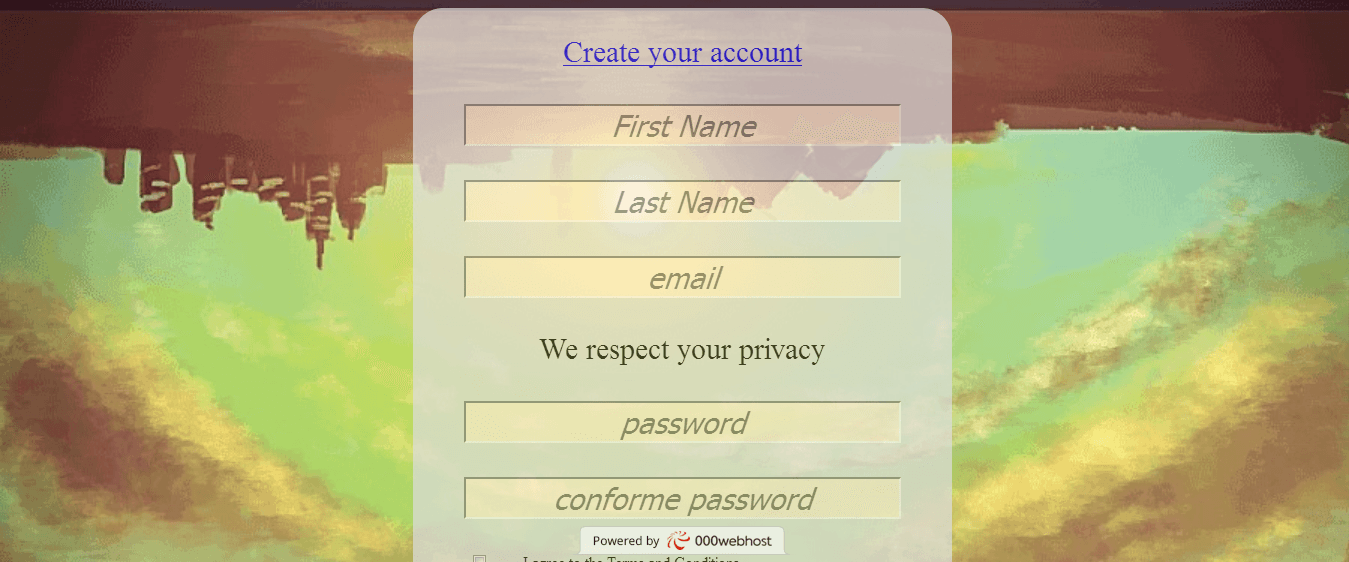 Create your account
First Name
Last Name
email
We respect your privacy
password
conforme password
Powered by 000webhost
I agree to the Terms and Conditions